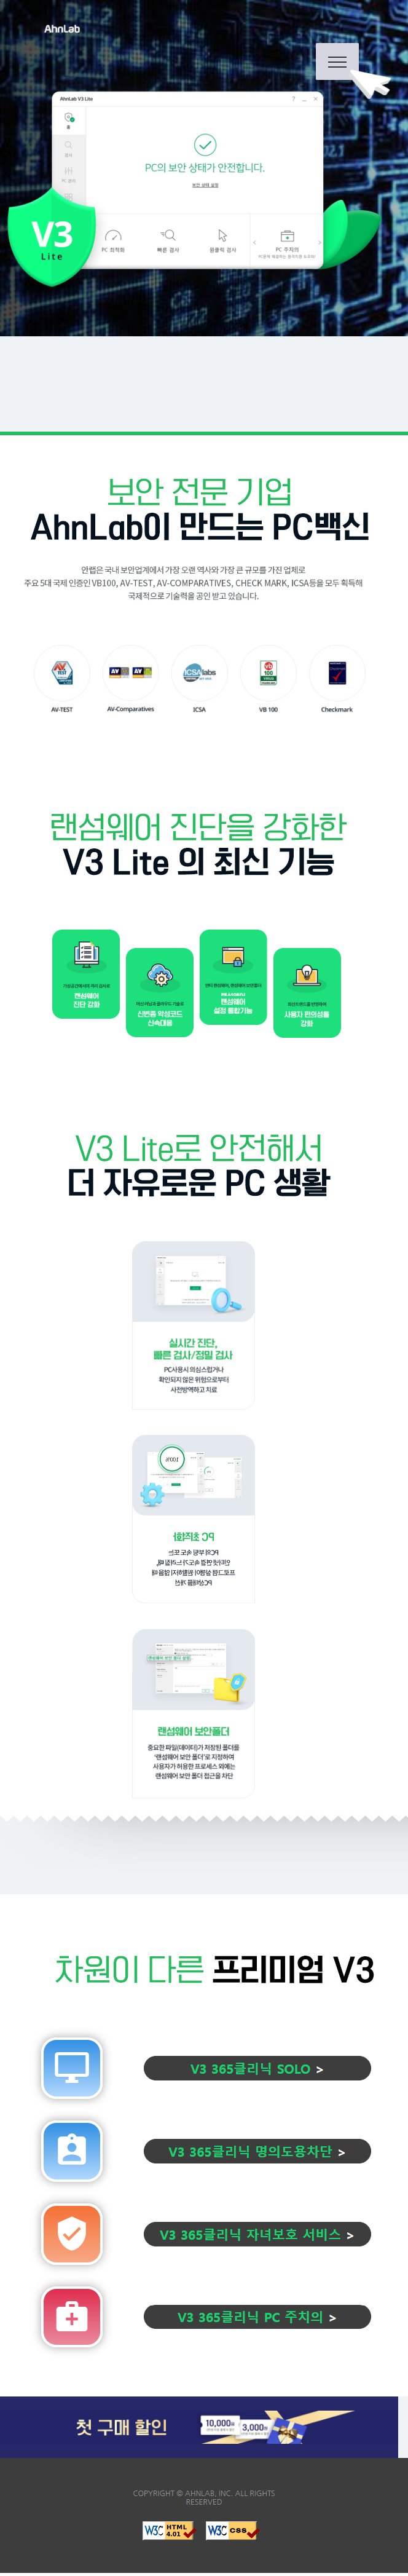 AhnLab
AhnLab V3 Lite
홈
검사
PC의 보안 상태가 안전합니다.
V3
Lite
PC 최적화
빠른 검사
원클릭 검사
PC 주치의
보안 전문 기업
AhnLab이 만드는 PC백신
안랩은 국내 보안업계에서 가장 오랜 역사와 가장 큰 규모를 가진 업체로
주요 5대 국제 인증인 VB100, AV-TEST, AV-COMPARATIVES, CHECK MARK, ICSA등을 모두 획득해
국제적으로 기술력을 공인 받고 있습니다.
AV-TEST
AV-Comparatives
ICSA
VB 100
Checkmark
랜섬웨어 진단을 강화한
V3 Lite 의 최신 기능
랜섬웨어
진단 강화
신변종 악성코드
신속대응
랜섬웨어
설정 통합기능
사용자 편의성을
강화
V3 Lite로 안전해서
더 자유로운 PC 생활
실시간 진단,
빠른 검사/정밀 검사
PC사용시 의심스럽거나
확인되지 않은 위험으로부터
사전방역하고 치료
100%
PC 최적화
랜섬웨어 보안 폴더 설정
랜섬웨어 보안폴더
중요한 파일(데이터)가 저장된 폴더를
'랜섬웨어 보안 폴더'로 지정하여
사용자가 허용한 프로세스 외에는
랜섬웨어 보안 폴더 접근을 차단
차원이 다른 프리미엄 V3
V3 365클리닉 SOLO >
V3 365클리닉 명의도용차단 >
V3 365클리닉 자녀보호 서비스 >
V3 365클리닉 PC 주치의 >
첫 구매 할인
10,000원
3,000원
COPYRIGHT © AHNLAB, INC. ALL RIGHTS
RESERVED
W3C HTML 4.01
W3C CSS